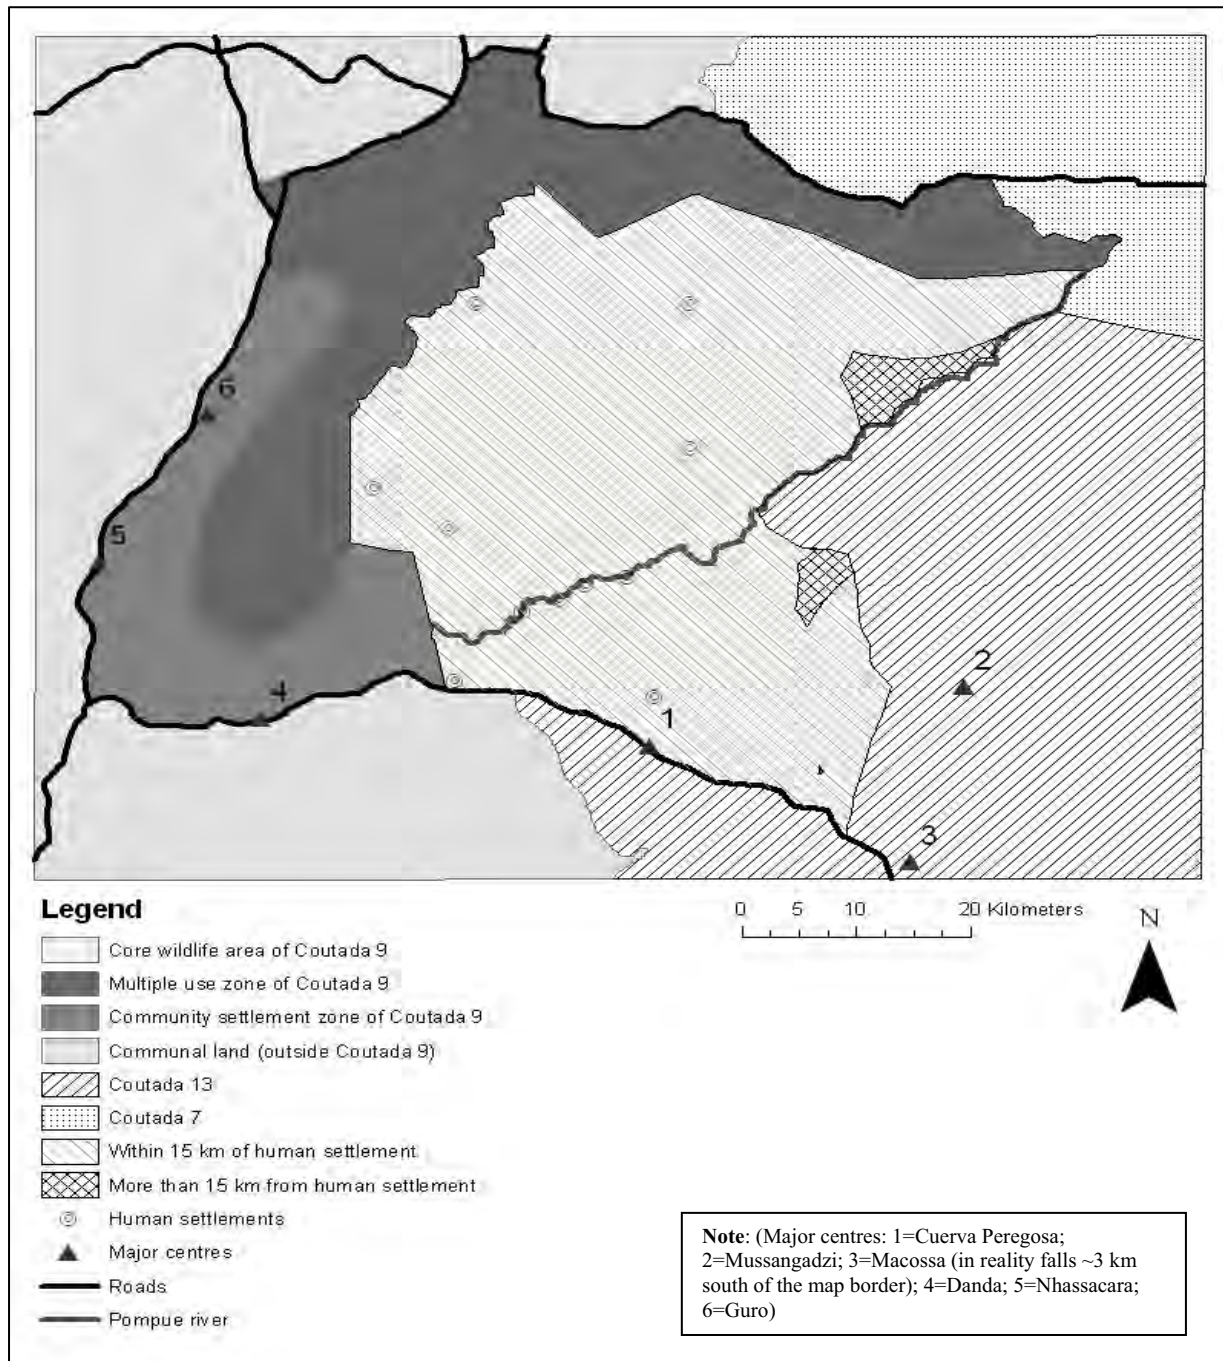 6
5
4
2
1
3
Legend
0 5 10 20 Kilometers
N
Core wildlife area of Coutada 9
Multiple use zone of Coutada 9
Community settlement zone of Coutada 9
Communal land (outside Coutada 9)
Coutada 13
Coutada 7
Within 15 km of human settlement
More than 15 km from human settlement
Human settlements
Major centres
Roads
Pompue river
Note: (Major centres: 1=Cuerva Peregosa;
2=Mussangadzi; 3=Macossa (in reality falls ~3 km
south of the map border); 4=Danda; 5=Nhassacara;
6=Guro)